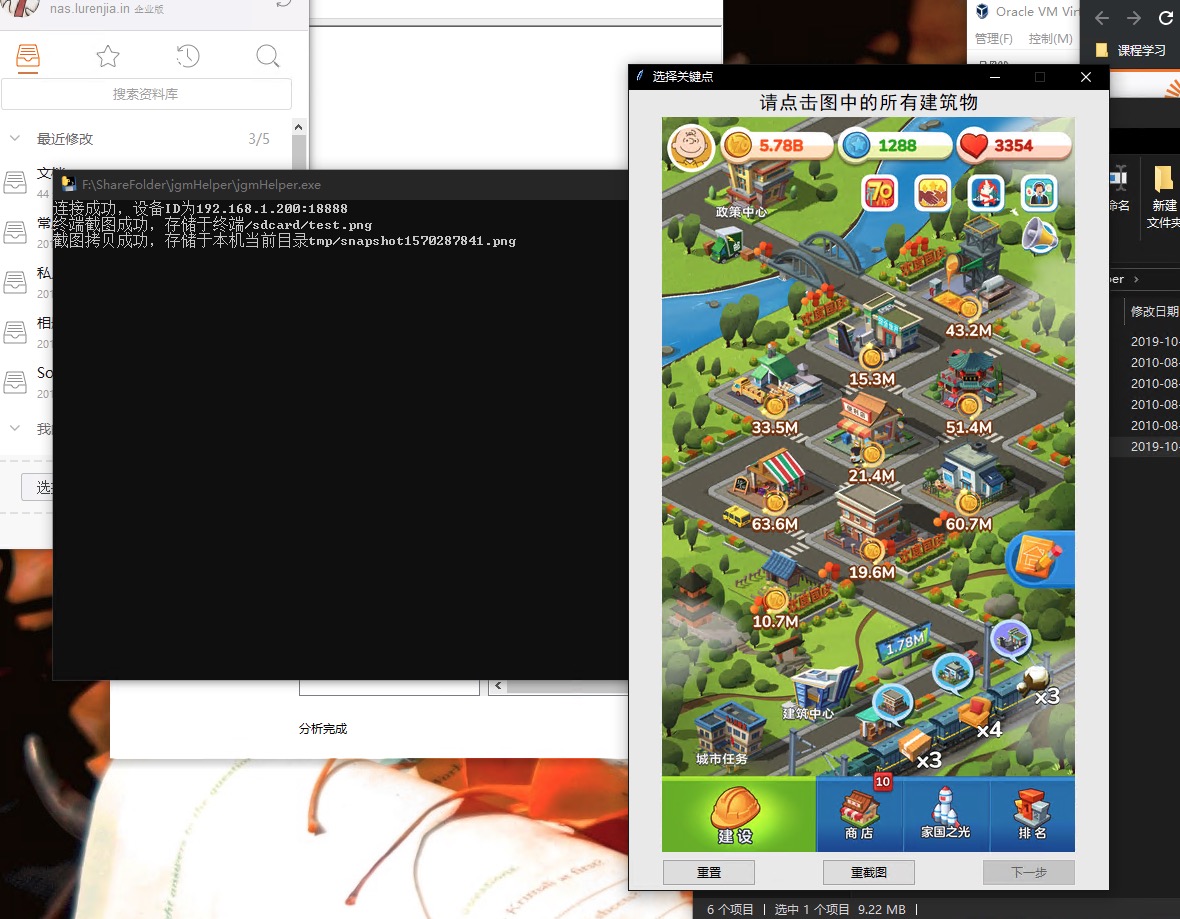 nas.lurenjia.in 企业版
搜索资料库
最近修改 3/5
44
20
私
201
相
201
So
201
分析完成
F:\ShareFolder\jgmHelper\jgmHelper.exe
连接成功，设备ID为192.168.1.200:18888
终端截图成功，存储于终端/sdcard/test.png
截图拷贝成功，存储于本机当前目录tmp/snapshot1570287841.png
Oracle VM Vir
管理(F) 控制(M)
课程学习
选择关键点
请点击图中的所有建筑物
5.78B
1288
3354
70
政策中心
43.2M
15.3M
33.5M
51.4M
21.4M
63.6M
60.7M
19.6M
10.7M
1.78M
建筑中心
城市任务
x3
x4
x3
建设
10
商店
家国之光
排名
重置
重截图
下一步
命名
新建
文件夹
per
修改日期
2019-10-
2010-08-
2010-08-
2010-08-
2010-08-
2019-10-
6 个项目
选中 1 个项目 9.22 MB